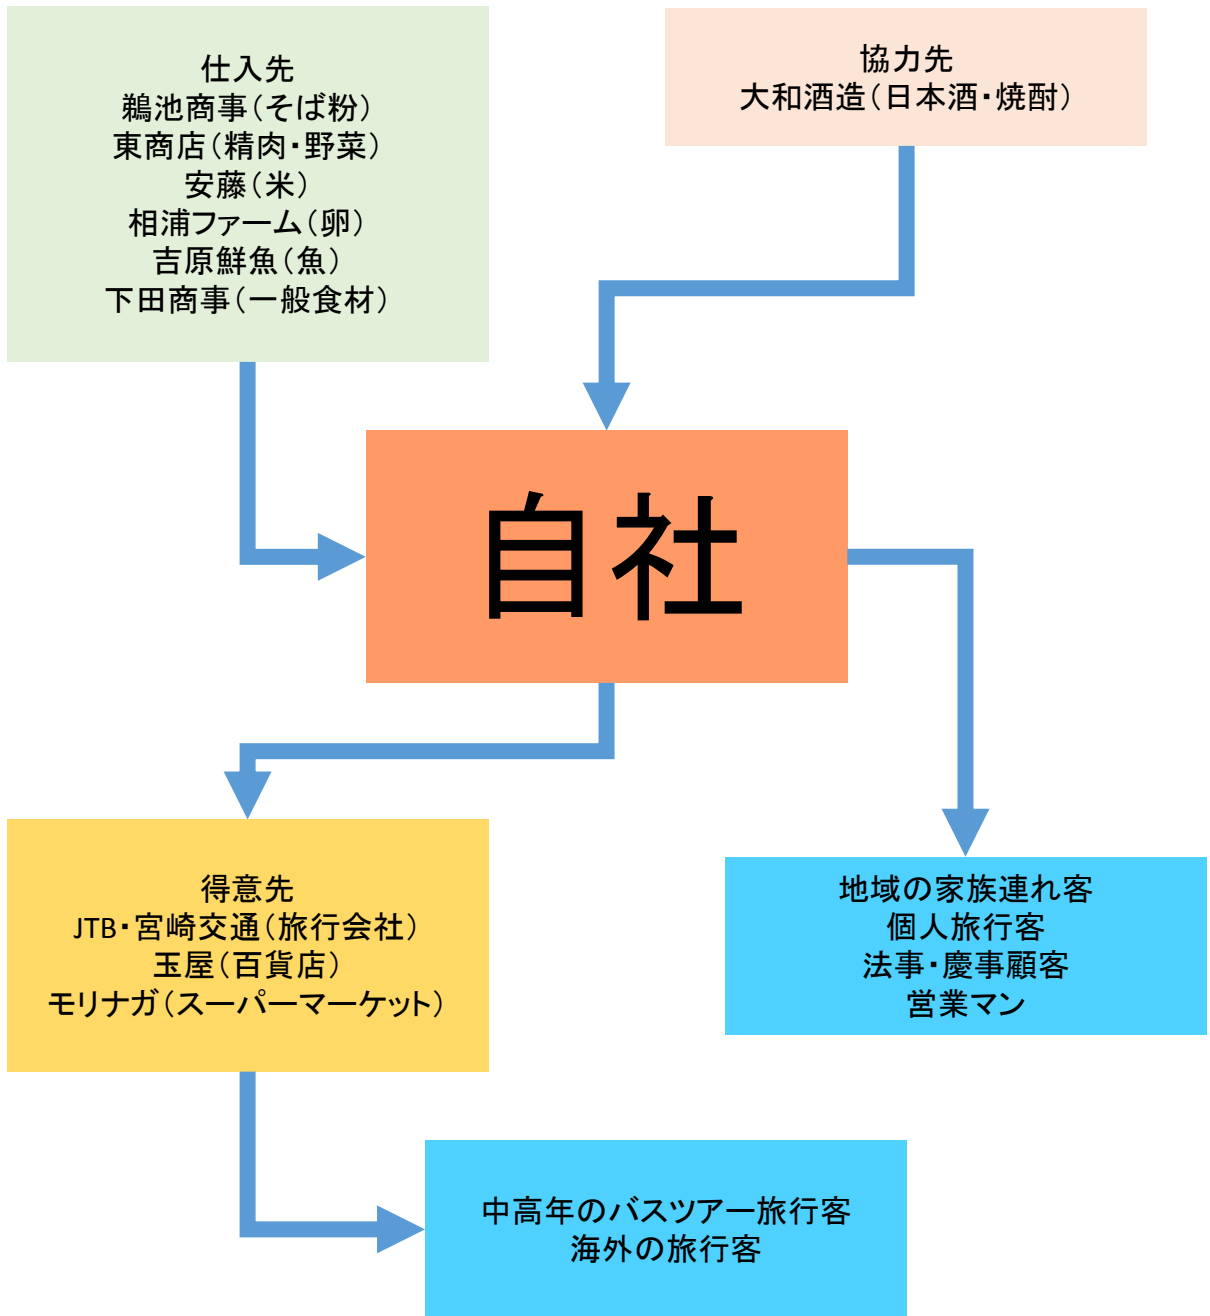 仕入先
鵜池商事（そば粉）
東商店（精肉・野菜）
安藤（米）
相浦ファーム（卵）
吉原鮮魚（魚）
下田商事（一般食材）
協力先
大和酒造（日本酒・焼酎）
自社
得意先
JTB・宮崎交通（旅行会社）
玉屋（百貨店）
モリナガ（スーパーマーケット）
地域の家族連れ客
個人旅行客
法事・慶事顧客
営業マン
中高年のバスツアー旅行客
海外の旅行客